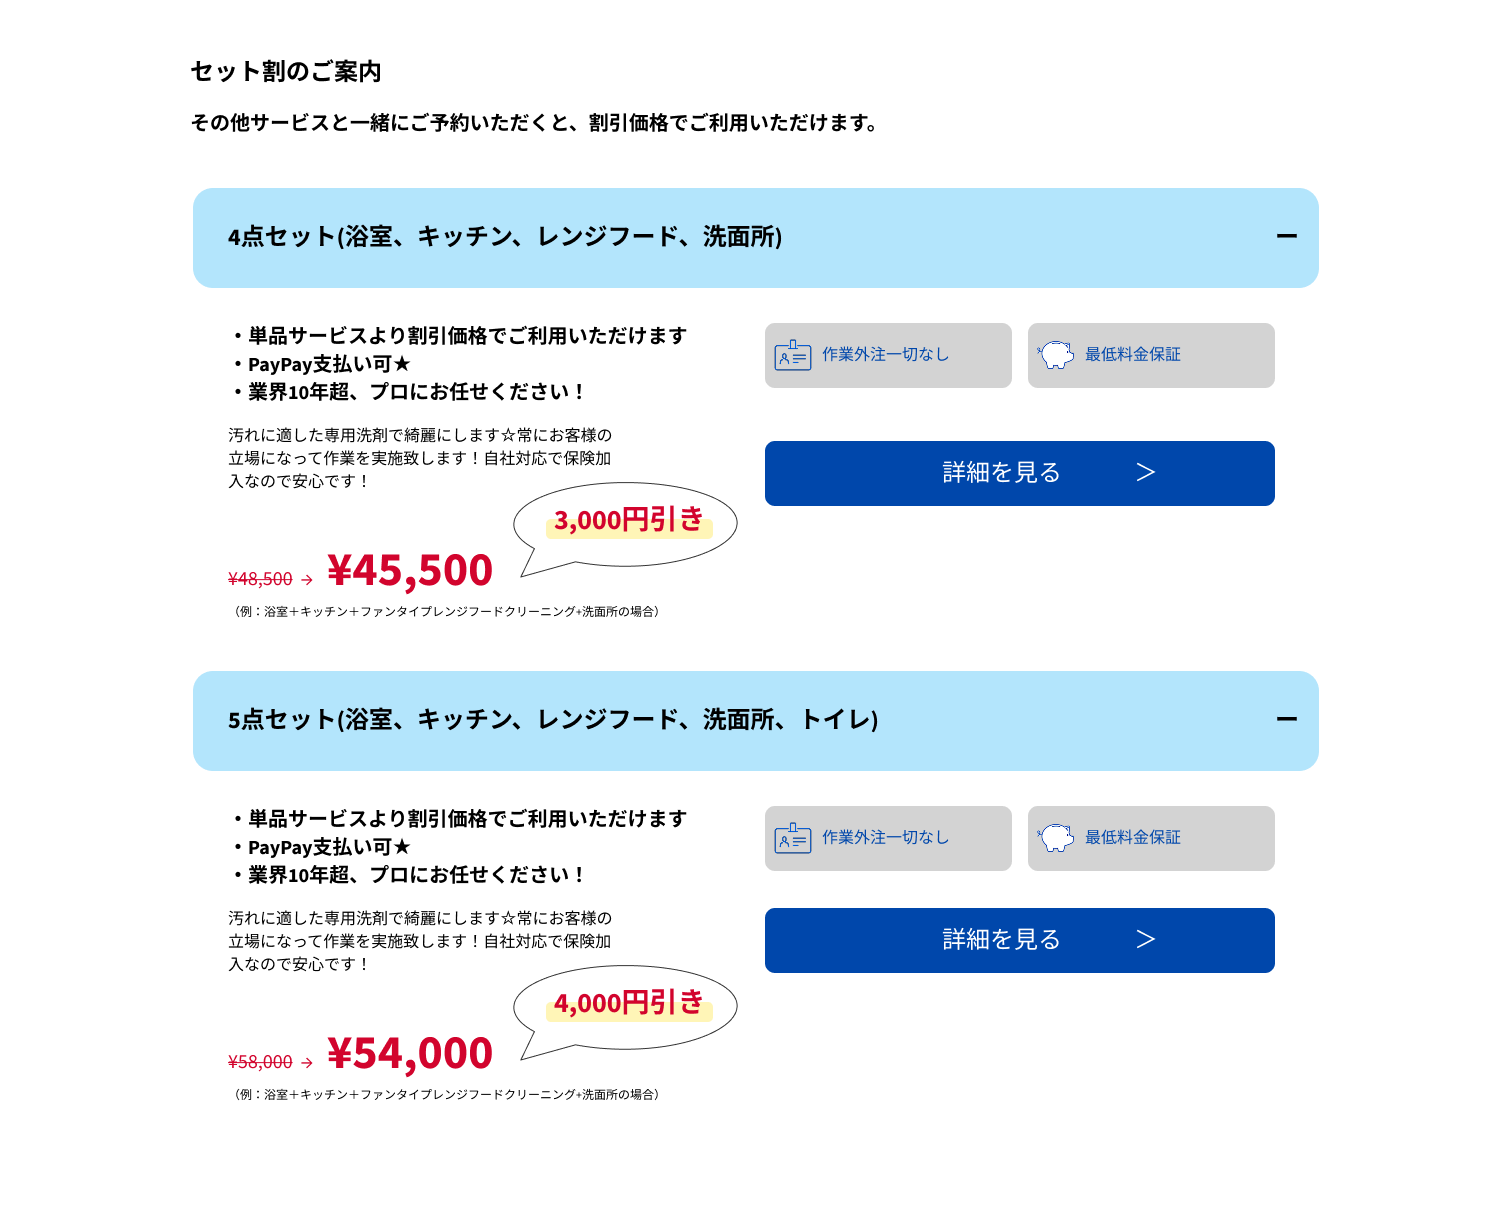 セット割のご案内
その他サービスと一緒にご予約いただくと、割引価格でご利用いただけます。
4点セット(浴室、キッチン、レンジフード、洗面所)
・単品サービスより割引価格でご利用いただけます
・PayPay支払い可★
・業界10年超、プロにお任せください！
汚れに適した専用洗剤で綺麗にします☆常にお客様の
立場になって作業を実施致します！自社対応で保険加
入なので安心です！
3,000円引き
¥48,500 → ¥45,500
（例：浴室＋キッチン＋ファンタイプレンジフードクリーニング+洗面所の場合）
作業外注一切なし
最低料金保証
詳細を見る ＞
5点セット(浴室、キッチン、レンジフード、洗面所、トイレ)
・単品サービスより割引価格でご利用いただけます
・PayPay支払い可★
・業界10年超、プロにお任せください！
汚れに適した専用洗剤で綺麗にします☆常にお客様の
立場になって作業を実施致します！自社対応で保険加
入なので安心です！
4,000円引き
¥58,000 → ¥54,000
（例：浴室＋キッチン＋ファンタイプレンジフードクリーニング+洗面所の場合）
作業外注一切なし
最低料金保証
詳細を見る ＞